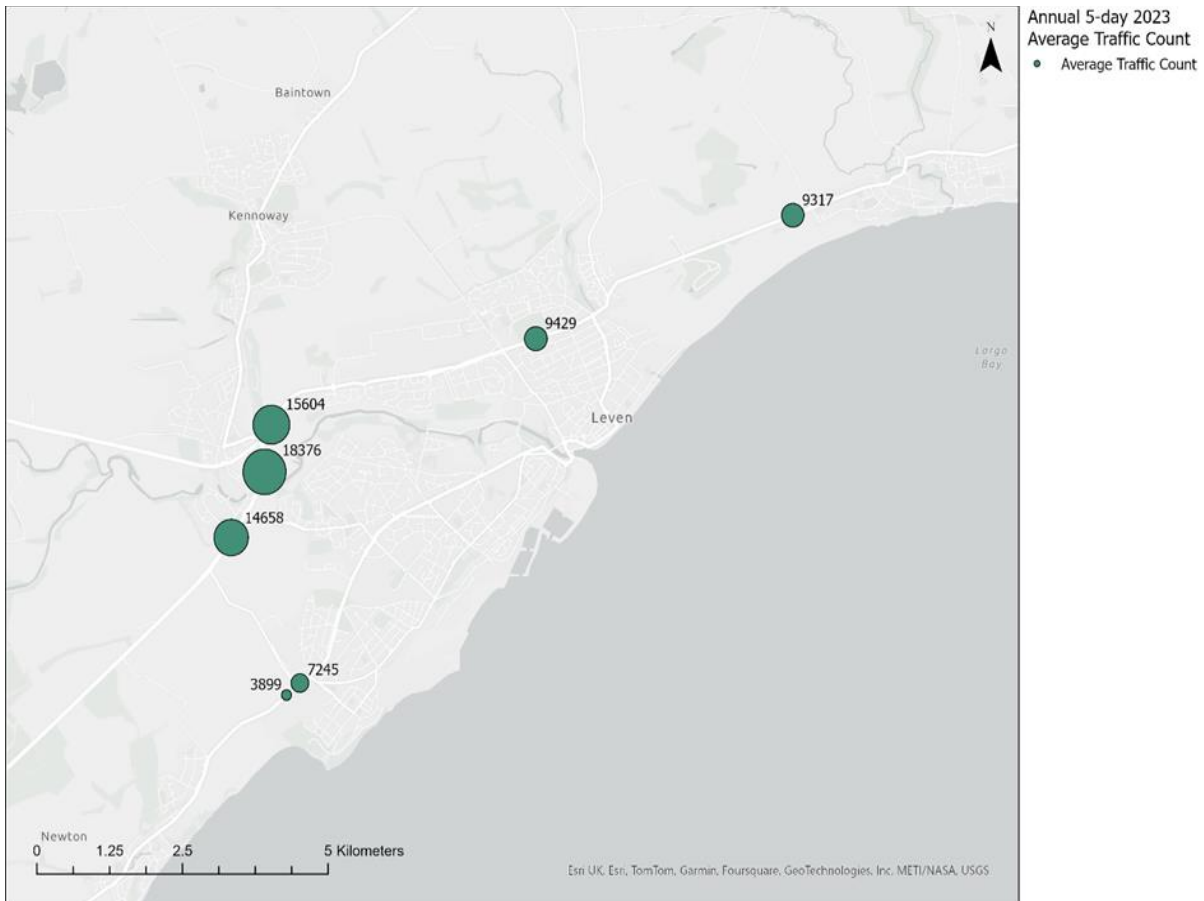 Annual 5-day 2023
Average Traffic Count
Average Traffic Count
N
Baintown
Kennoway
9317
9429
Largo
Bay
15604
Leven
18376
14658
7245
3899
Newton
0 1.25 2.5 5 Kilometers
Esri UK, Esri, TomTom, Garmin, Foursquare, GeoTechnologies, Inc, METI/NASA, USGS